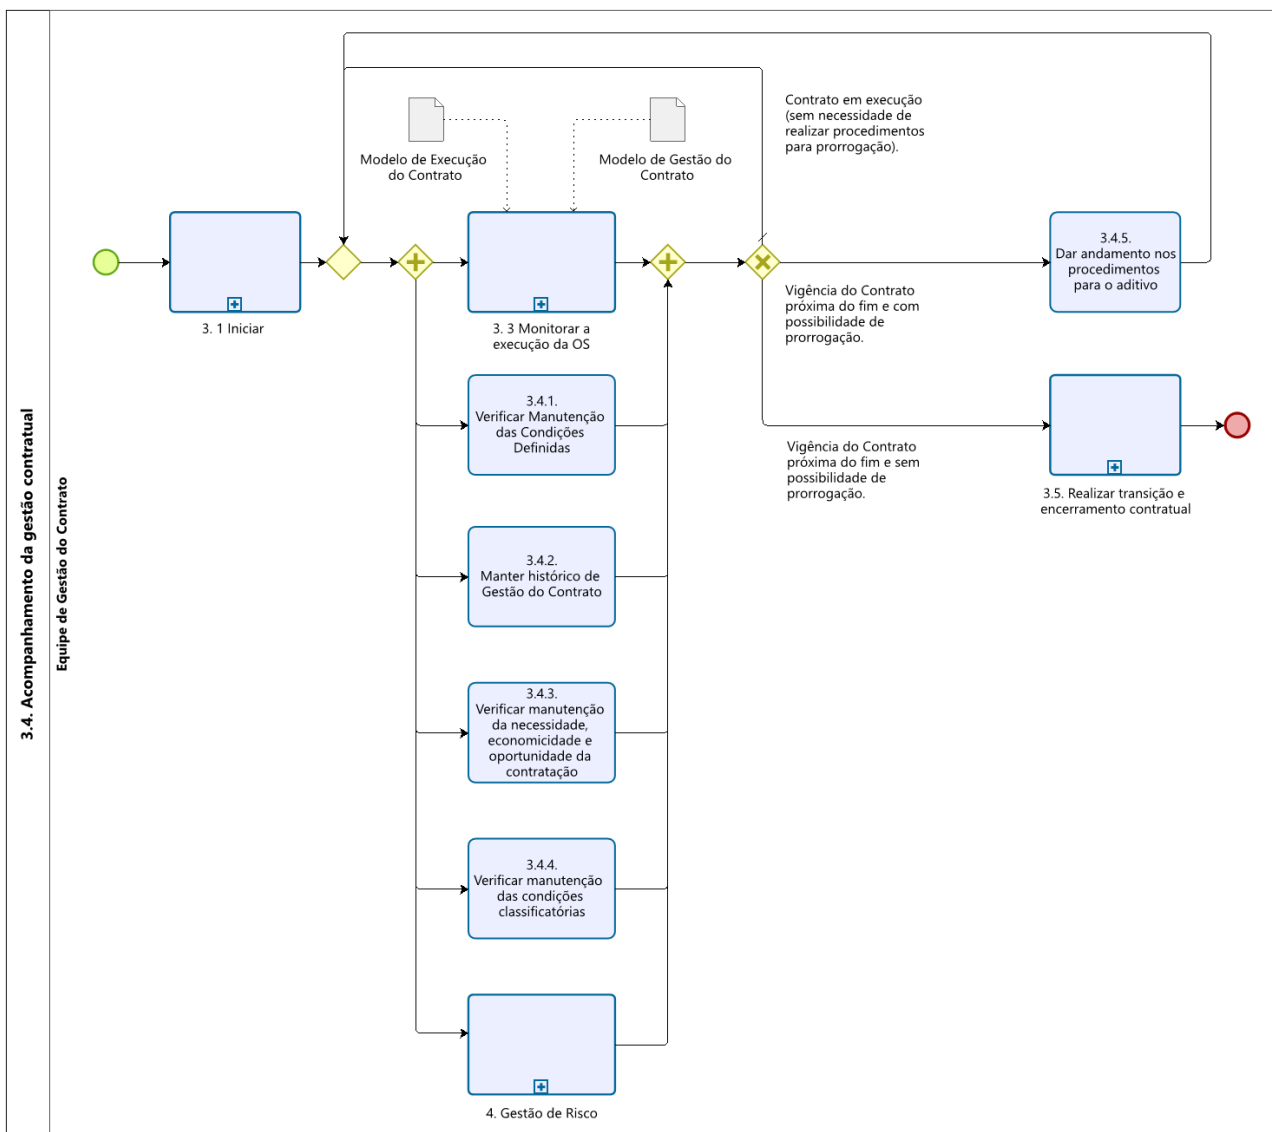 3.4. Acompanhamento da gestão contratual
Equipe de Gestão do Contrato
Modelo de Execução
do Contrato
Modelo de Gestão do
Contrato
Contrato em execução
(sem necessidade de
realizar procedimentos
para prorrogação).
3. 1 Iniciar
3. 3 Monitorar a
execução da OS
Vigência do Contrato
próxima do fim e com
possibilidade de
prorrogação.
3.4.5.
Dar andamento nos
procedimentos
para o aditivo
3.4.1.
Verificar Manutenção
das Condições
Definidas
Vigência do Contrato
próxima do fim e sem
possibilidade de
prorrogação.
3.5. Realizar transição e
encerramento contratual
3.4.2.
Manter histórico de
Gestão do Contrato
3.4.3.
Verificar manutenção
da necessidade,
economicidade e
oportunidade da
contratação
3.4.4.
Verificar manutenção
das condições
classificatórias
4. Gestão de Risco